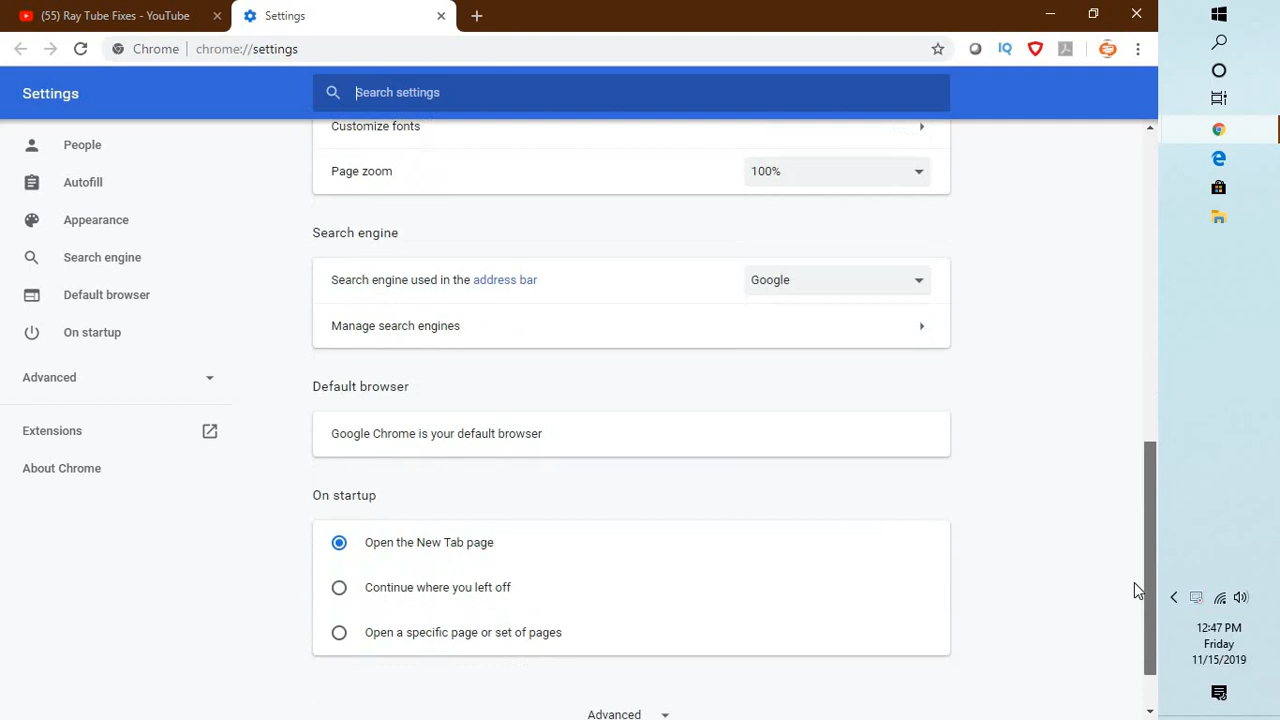 (55) Ray Tube Fixes - YouTube
Settings
Chrome
chrome://settings
IQ
Settings
Search settings
People
Autofill
Appearance
Search engine
Default browser
On startup
Advanced
Extensions
About Chrome
Customize fonts
Page zoom
100%
Search engine
Search engine used in the address bar
Google
Manage search engines
Default browser
Google Chrome is your default browser
On startup
Open the New Tab page
Continue where you left off
Open a specific page or set of pages
Advanced
12:47 PM
Friday
11/15/2019